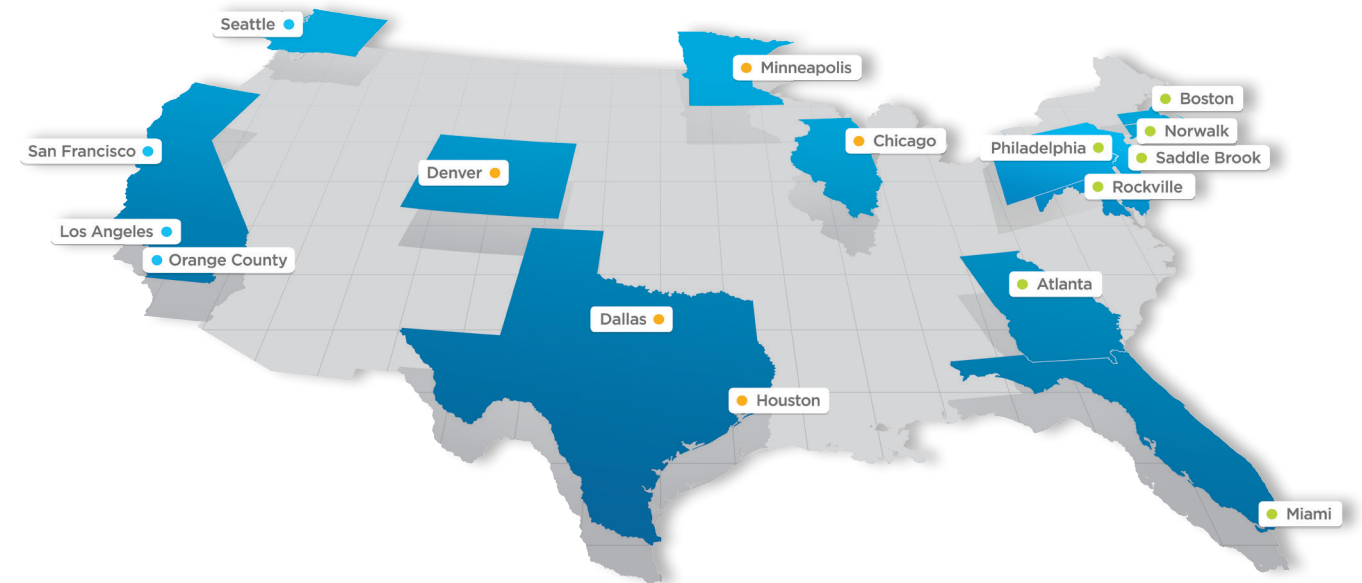 Seattle
Minneapolis
Boston
Norwalk
San Francisco
Chicago
Philadelphia
Saddle Brook
Denver
Rockville
Los Angeles
Orange County
Atlanta
Dallas
Houston
Miami